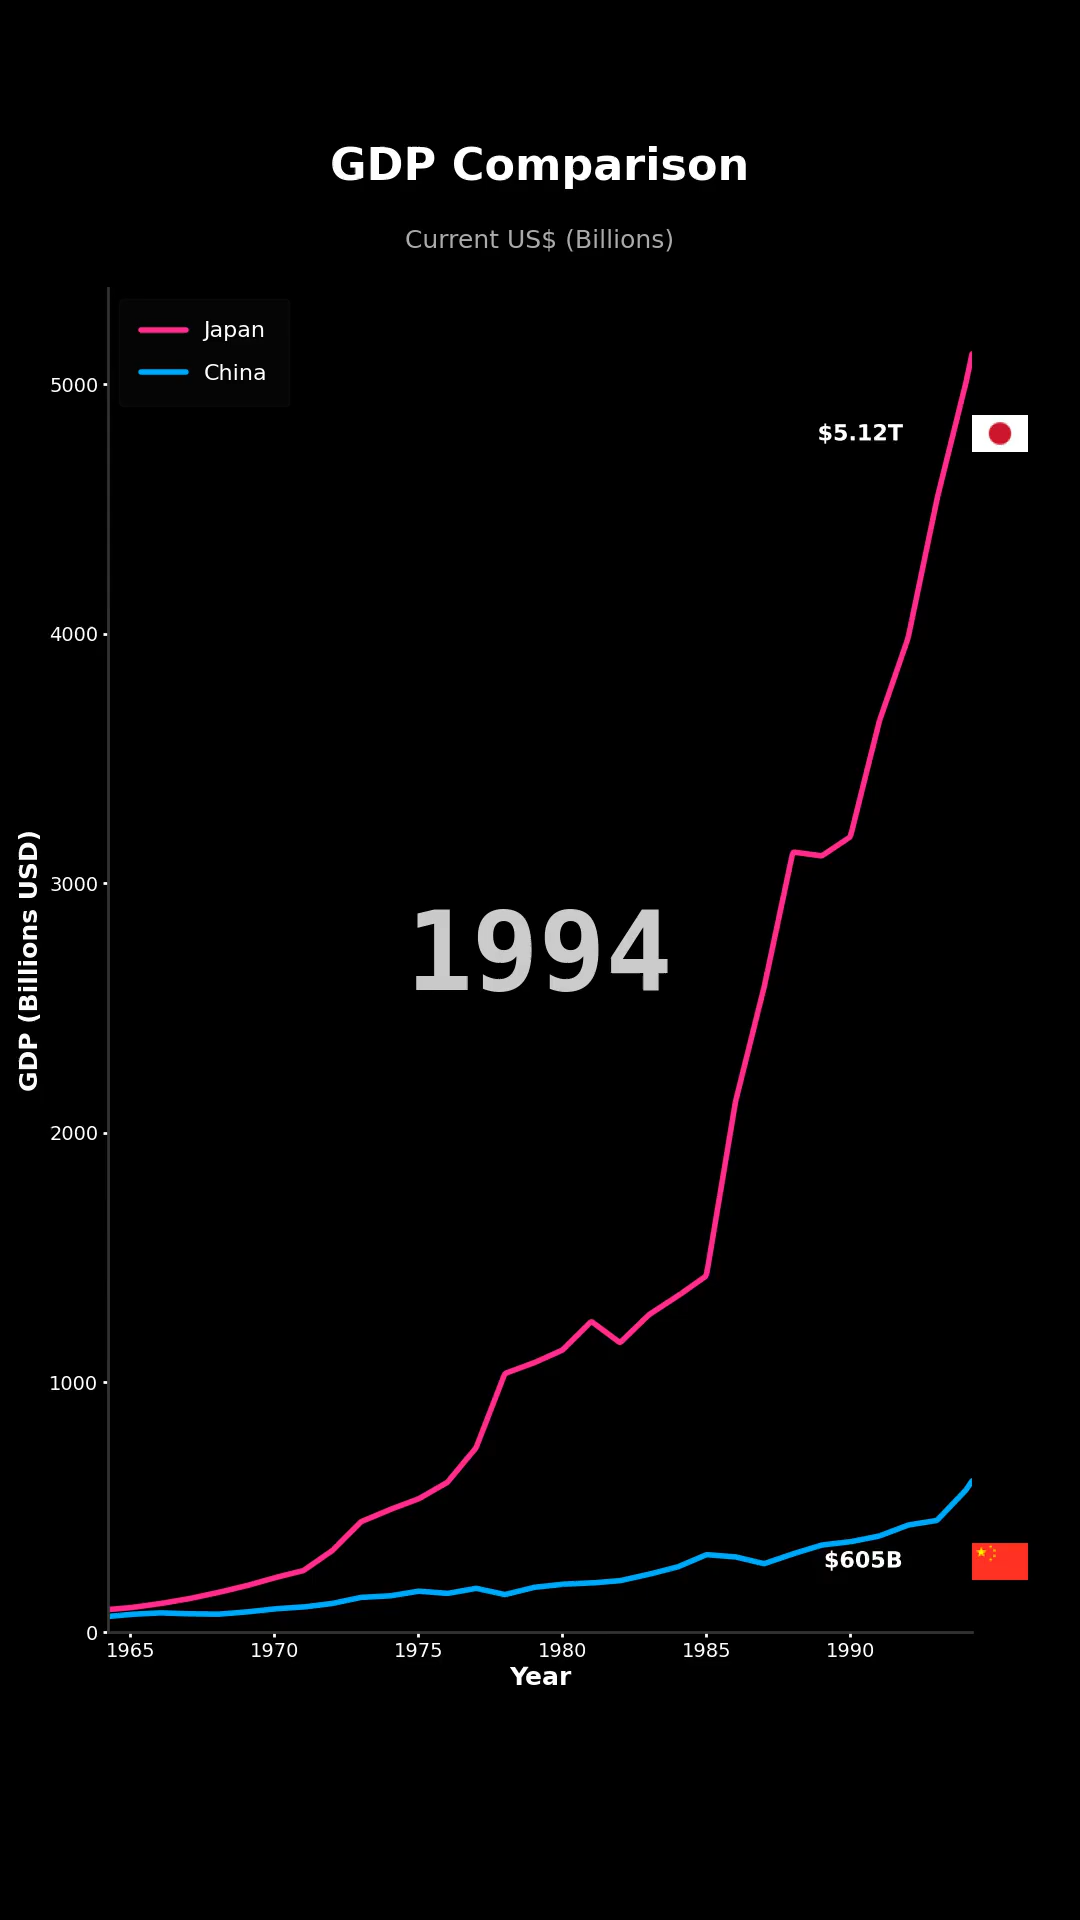 GDP Comparison
Current US$ (Billions)
Japan
China
5000
4000
3000
2000
1000
0
GDP (Billions USD)
$5.12T
1994
$605B
1965 1970 1975 1980 1985 1990
Year